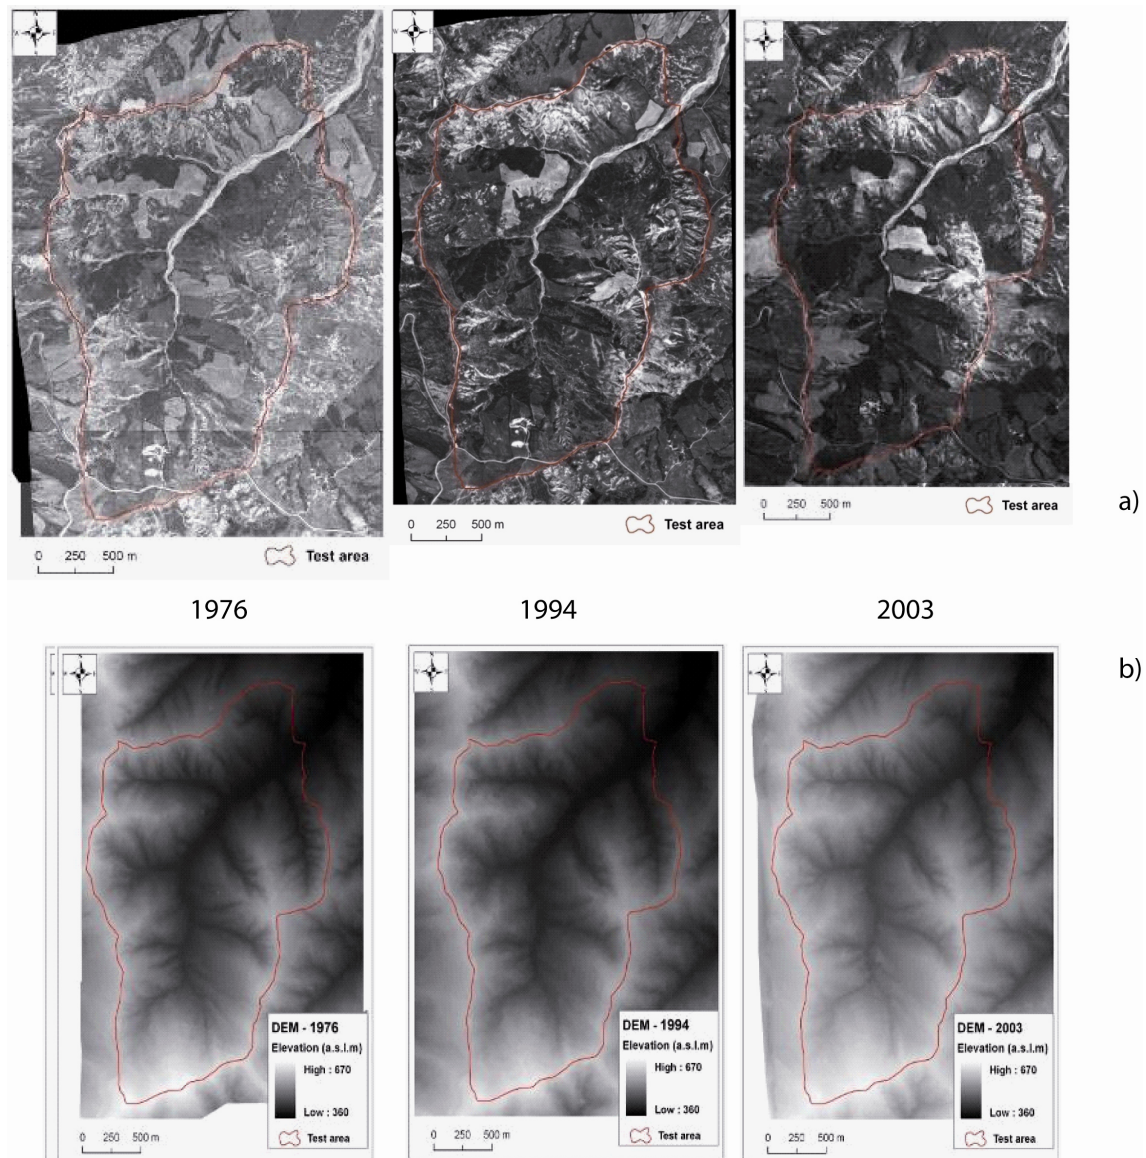 Test area
0 250 500 m
Test area
0 250 500 m
Test area
0 250 500 m
a)
1976
1994
2003
b)
DEM - 1976
Elevation (a.s.l.m)
High : 670
Low : 360
Test area
0 250 500 m
DEM - 1994
Elevation (a.s.l.m)
High : 670
Low : 360
Test area
0 250 500 m
DEM - 2003
Elevation (a.s.l.m)
High : 670
Low : 360
Test area
0 250 500 m